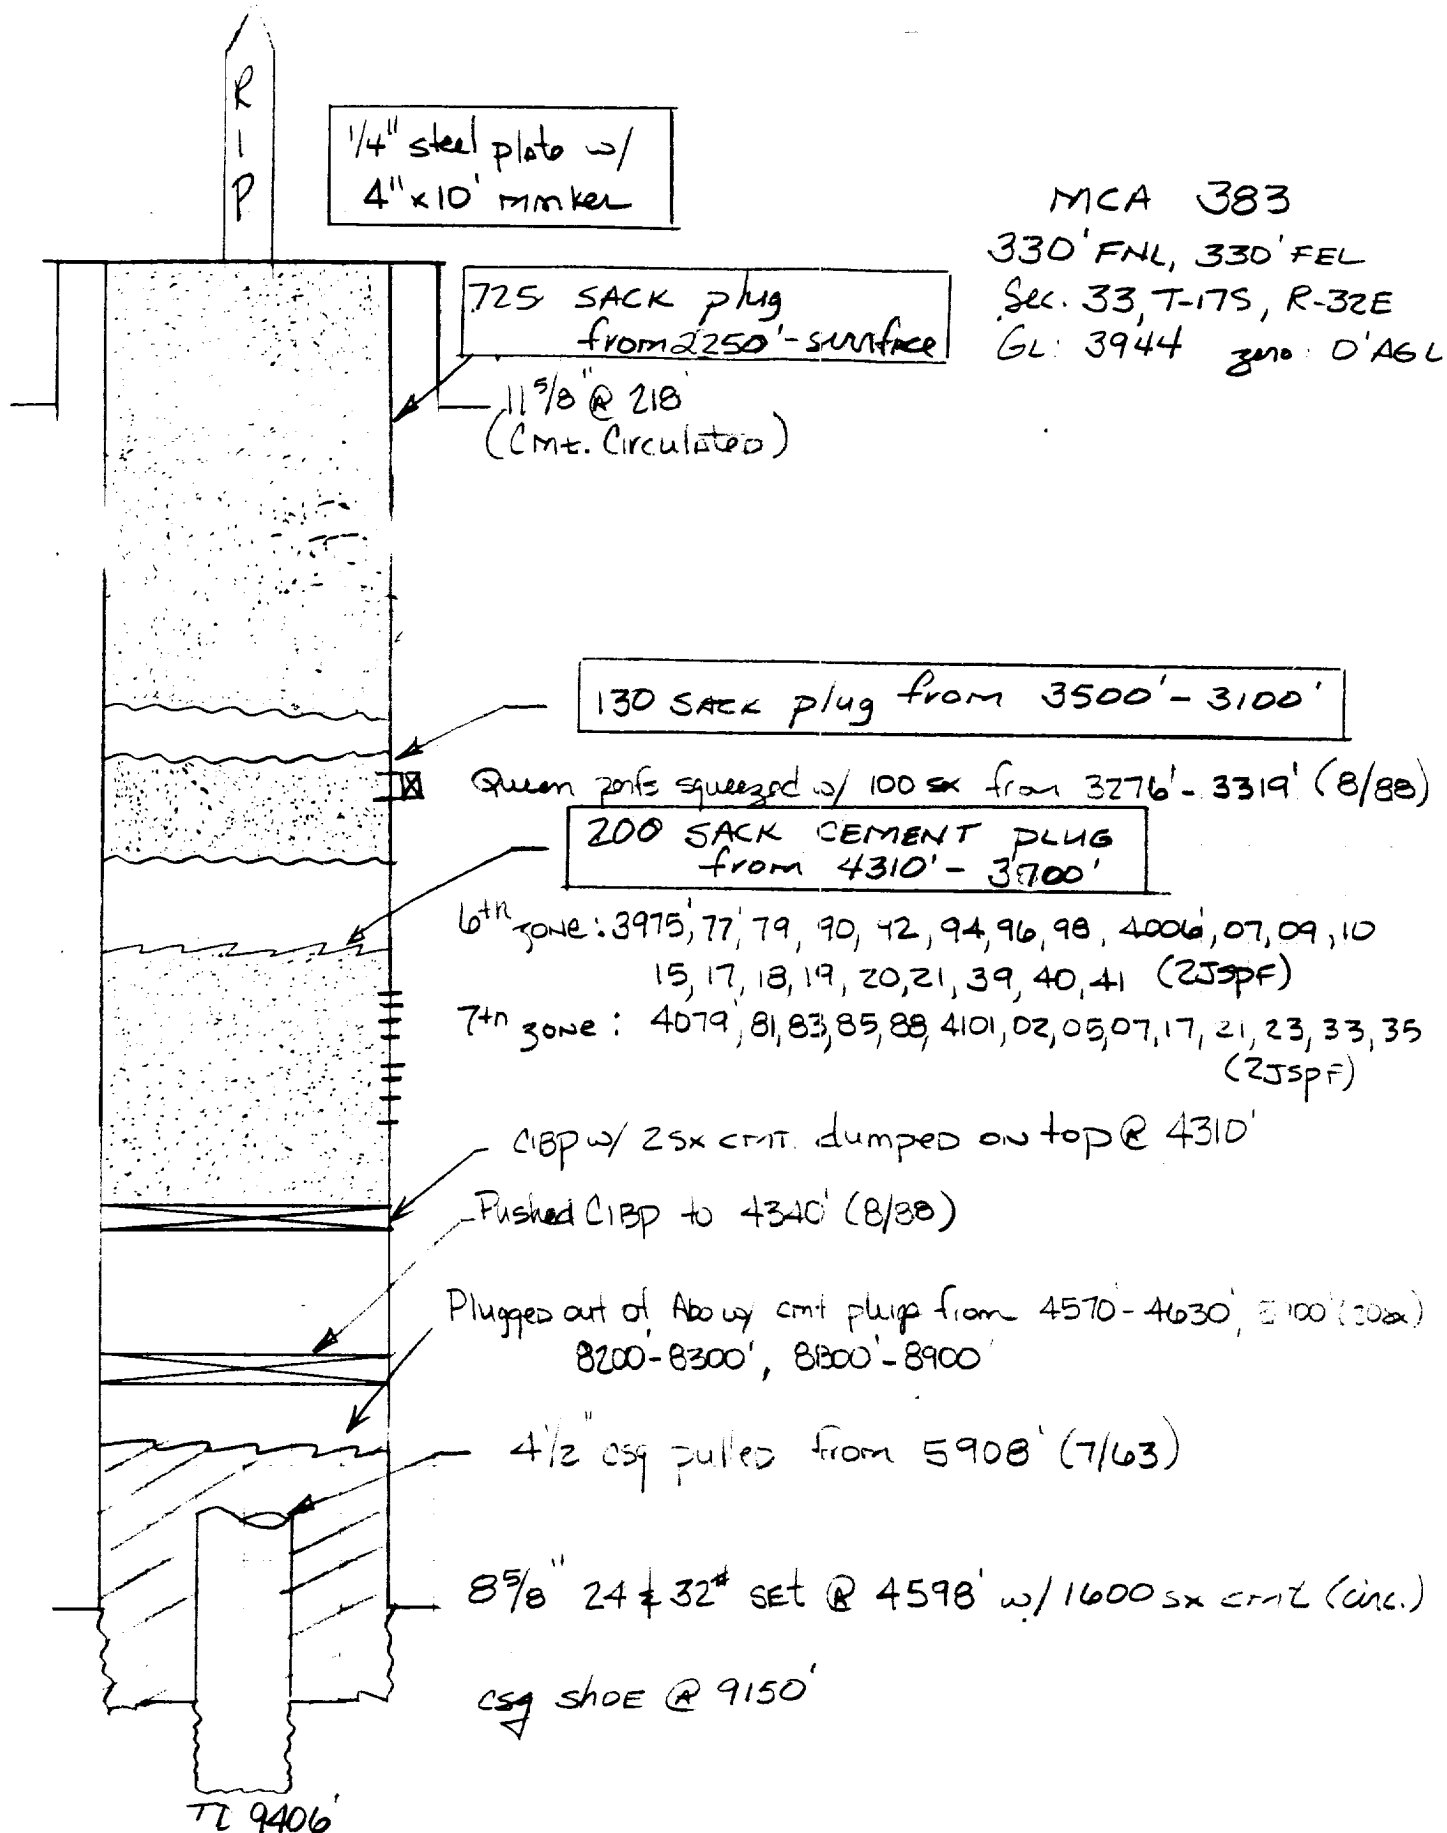 R
I
P
1/4" steel plate w/
4" x 10' marker
MCA 383
330' FNL, 330' FEL
Sec. 33, T-17S, R-32E
GL: 3944 zero: 0' AGL
725 SACK plug
from 2250'-surface
11 5/8" @ 218'
(Cmt. Circulated)
130 SACK plug from 3500'-3100'
Queen perfs squeezed w/ 100 sx from 3276'-3319' (8/88)
200 SACK CEMENT PLUG
from 4310'-3700'
6th zone: 3975', 77', 79, 90, 92, 94, 96, 98, 4006', 07, 09, 10
15, 17, 18, 19, 20, 21, 39, 40, 41 (2JSPF)
7th zone: 4079', 81, 83, 85, 88, 4101, 02, 05, 07, 17, 21, 23, 33, 35
(2JSPF)
CIBP w/ 2sx cmt. dumped on top @ 4310'
Pushed CIBP to 4340' (8/88)
Plugged out of Abo w/ cmt plugs from 4570'-4630',
8200'-8300', 8800'-8900'
4 1/2" csg pulled from 5908' (7/63)
8 5/8" 24 & 32# SET @ 4598' w/ 1600 sx cmt (circ.)
csg shoe @ 9150'
9406'